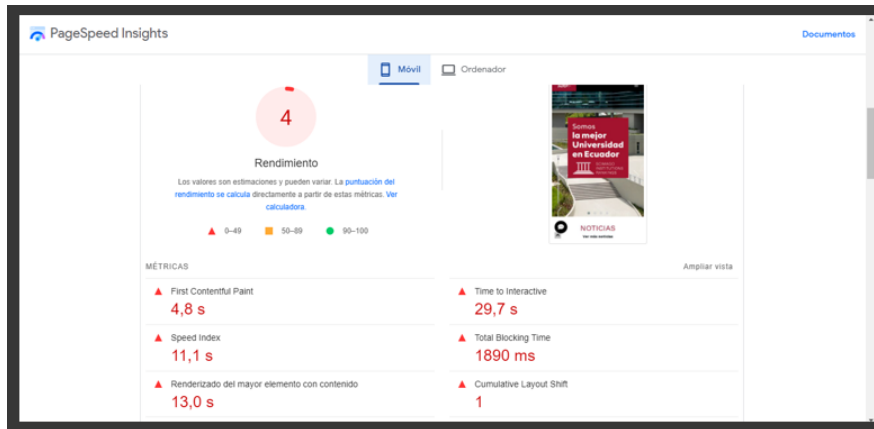 PageSpeed Insights
Documentos
Móvil
Ordenador
4
Rendimiento
Los valores son estimaciones y pueden variar. La puntuación del
rendimiento se calcula directamente a partir de estas métricas. Ver
calculadora.
0–49
50–89
90–100
Somos
la mejor
Universidad
en Ecuador
NOTICIAS
Ver más noticias
MÉTRICAS
Ampliar vista
First Contentful Paint
4,8 s
Time to Interactive
29,7 s
Speed Index
11,1 s
Total Blocking Time
1890 ms
Renderizado del mayor elemento con contenido
13,0 s
Cumulative Layout Shift
1